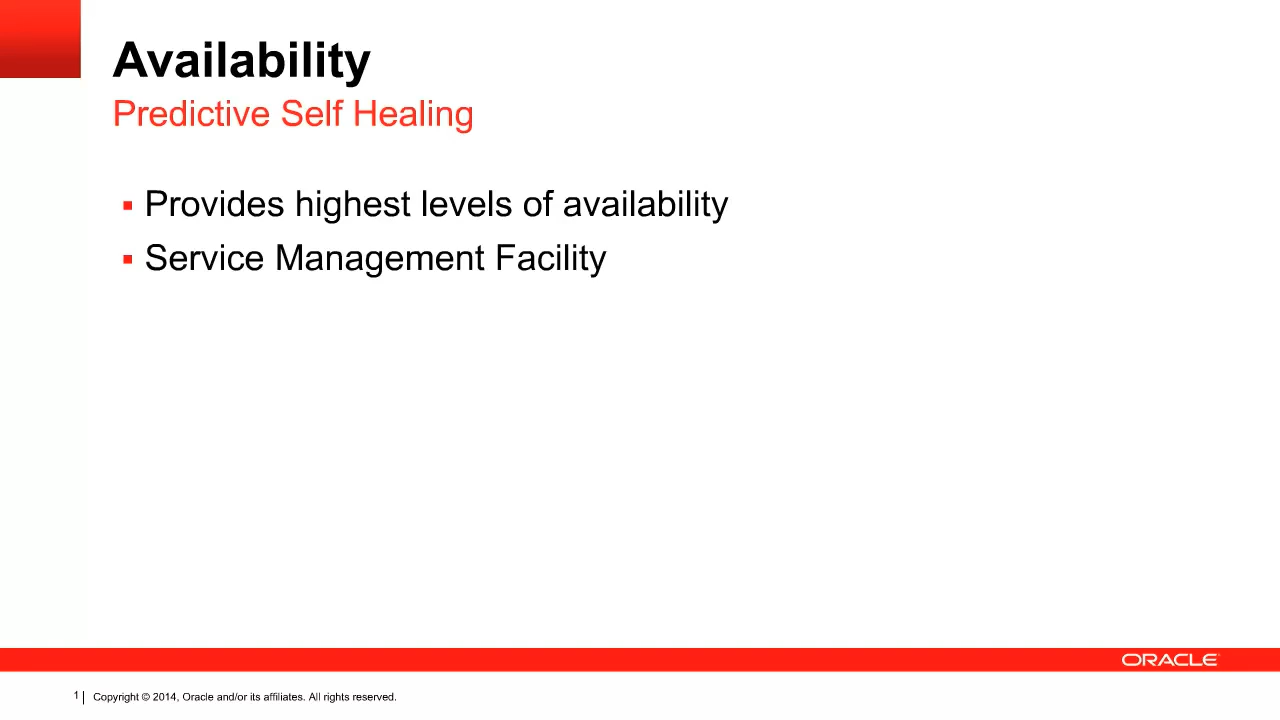 Availability
Predictive Self Healing
▪ Provides highest levels of availability
▪ Service Management Facility
ORACLE
1 | Copyright © 2014, Oracle and/or its affiliates. All rights reserved.